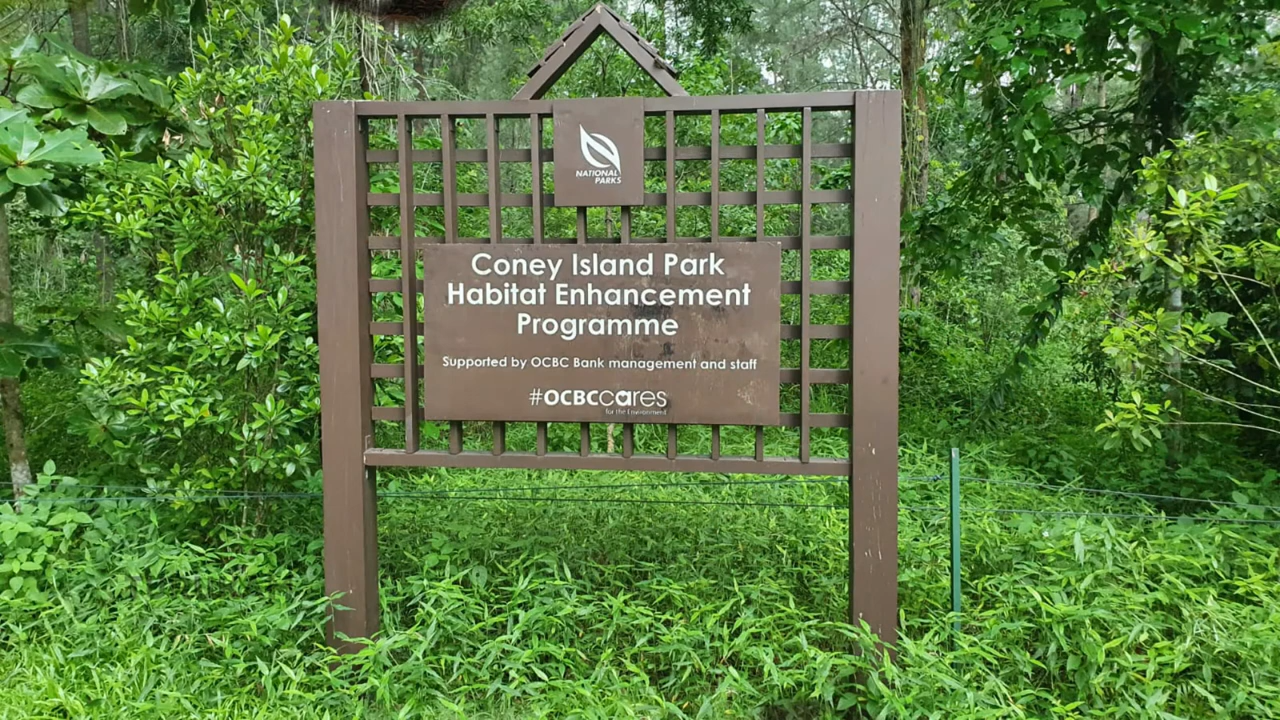 NATIONAL
PARKS
Coney Island Park
Habitat Enhancement
Programme
Supported by OCBC Bank management and staff
#OCBCcares
for the Environment